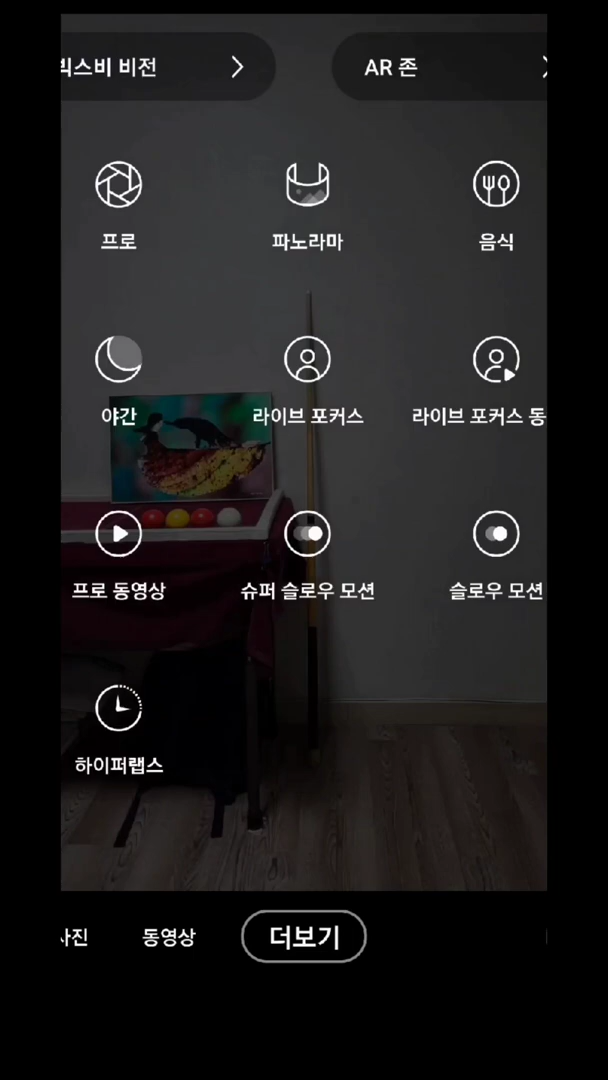 빅스비 비전
AR 존
프로
파노라마
음식
야간
라이브 포커스
라이브 포커스 동
프로 동영상
슈퍼 슬로우 모션
슬로우 모션
하이퍼랩스
사진
동영상
더보기